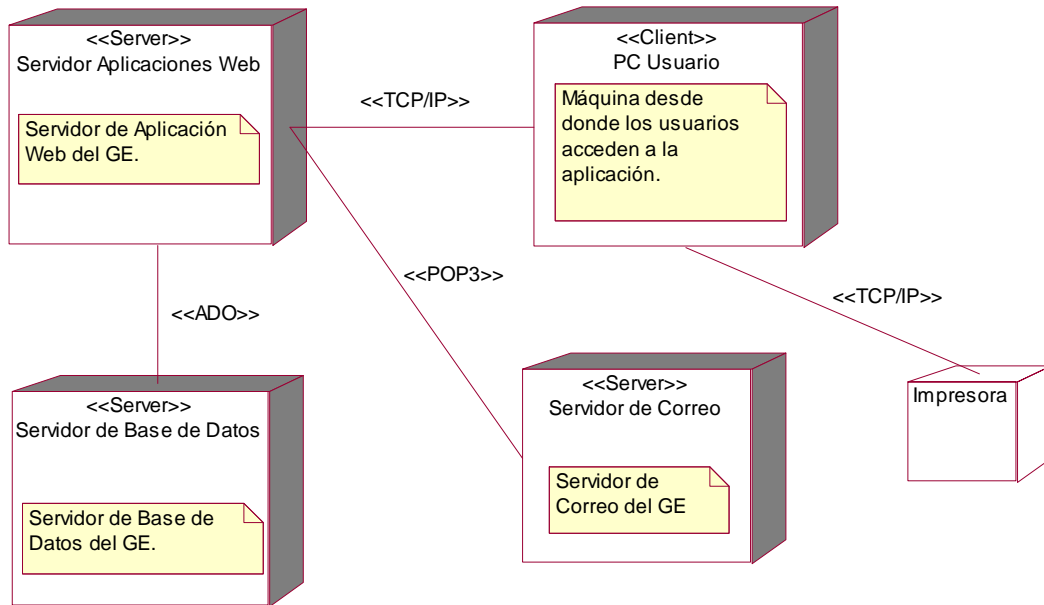 <<Server>>
Servidor Aplicaciones Web
Servidor de Aplicación
Web del GE.
<<TCP/IP>>
<<Client>>
PC Usuario
Máquina desde
donde los usuarios
acceden a la
aplicación.
<<POP3>>
<<TCP/IP>>
<<ADO>>
<<Server>>
Servidor de Base de Datos
Servidor de Base de
Datos del GE.
<<Server>>
Servidor de Correo
Servidor de
Correo del GE
Impresora